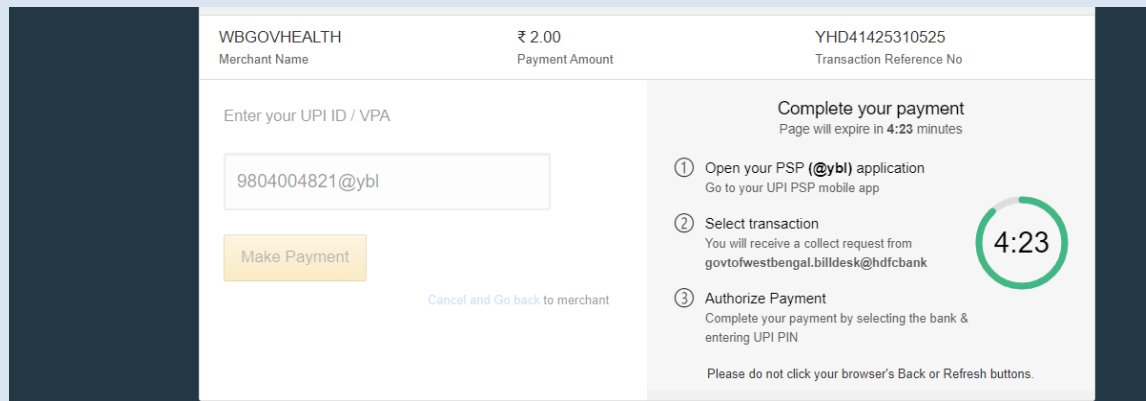 WBGOVHEALTH
Merchant Name
₹ 2.00
Payment Amount
YHD41425310525
Transaction Reference No
Enter your UPI ID / VPA
9804004821@ybl
Make Payment
Cancel and Go back to merchant
Complete your payment
Page will expire in 4:23 minutes
1 Open your PSP (@ybl) application
Go to your UPI PSP mobile app
2 Select transaction
You will receive a collect request from
govtofwestbengal.billdesk@hdfcbank
3 Authorize Payment
Complete your payment by selecting the bank &
entering UPI PIN
4:23
Please do not click your browser's Back or Refresh buttons.